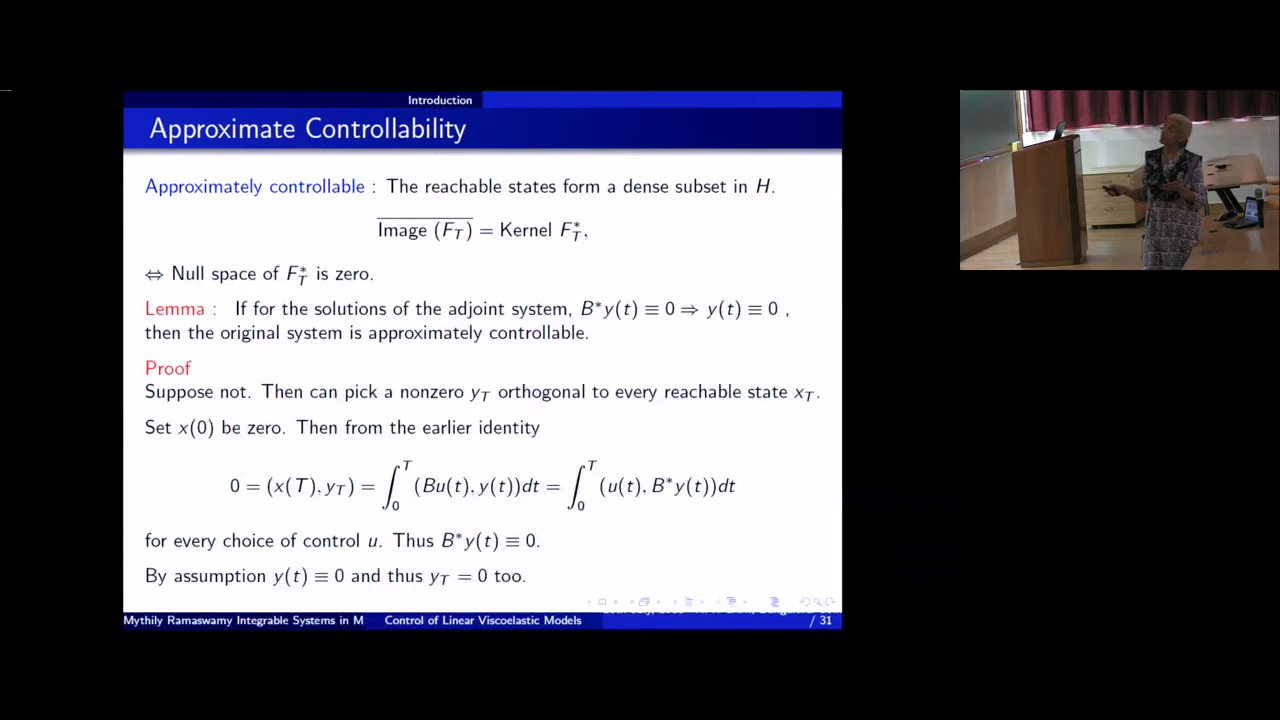 Introduction
Approximate Controllability
Approximately controllable : The reachable states form a dense subset in H.
\overline{Image (F_T)} = Kernel F_T^*,
⇔ Null space of F_T^* is zero.
Lemma : If for the solutions of the adjoint system, B^*y(t) ≡ 0 ⇒ y(t) ≡ 0 ,
then the original system is approximately controllable.
Proof
Suppose not. Then can pick a nonzero y_T orthogonal to every reachable state x_T.
Set x(0) be zero. Then from the earlier identity
0 = (x(T), y_T) = ∫_0^T (Bu(t), y(t))dt = ∫_0^T (u(t), B^*y(t))dt
for every choice of control u. Thus B^*y(t) ≡ 0.
By assumption y(t) ≡ 0 and thus y_T = 0 too.
Mythily Ramaswamy Integrable Systems in M Control of Linear Viscoelastic Models / 31